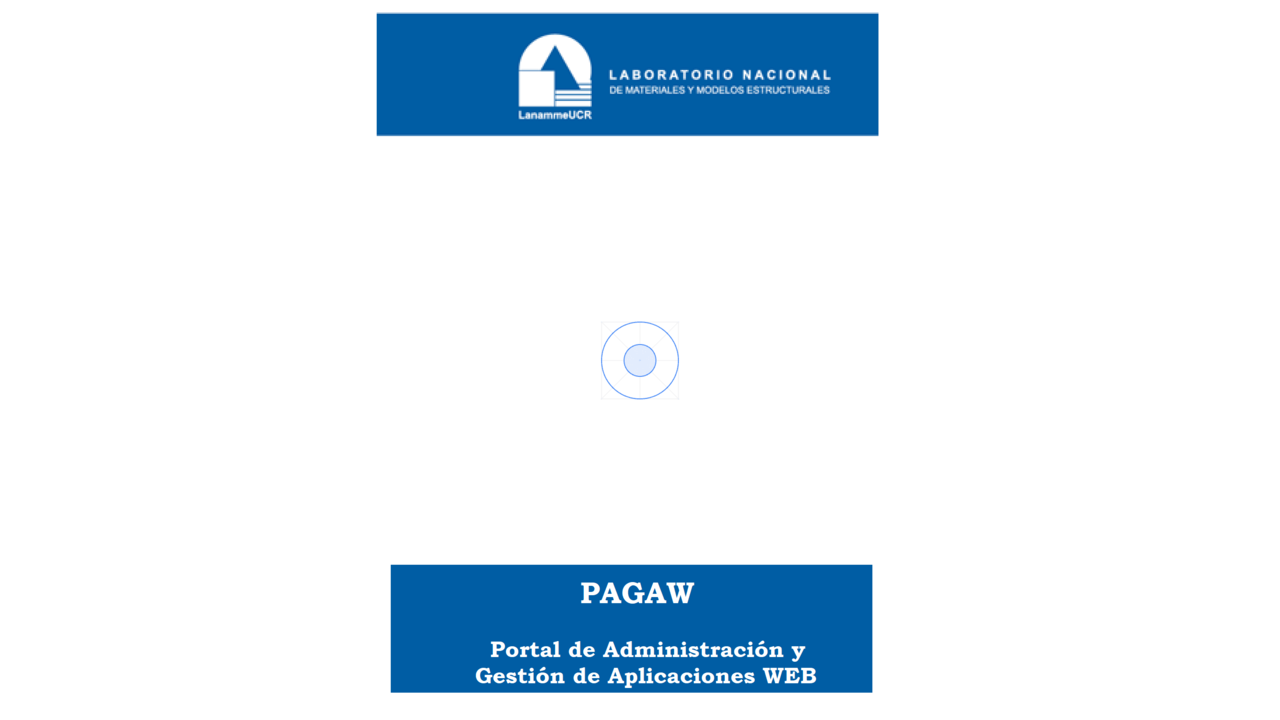 LABORATORIO NACIONAL
DE MATERIALES Y MODELOS ESTRUCTURALES
LanammeUCR
PAGAW
Portal de Administración y
Gestión de Aplicaciones WEB